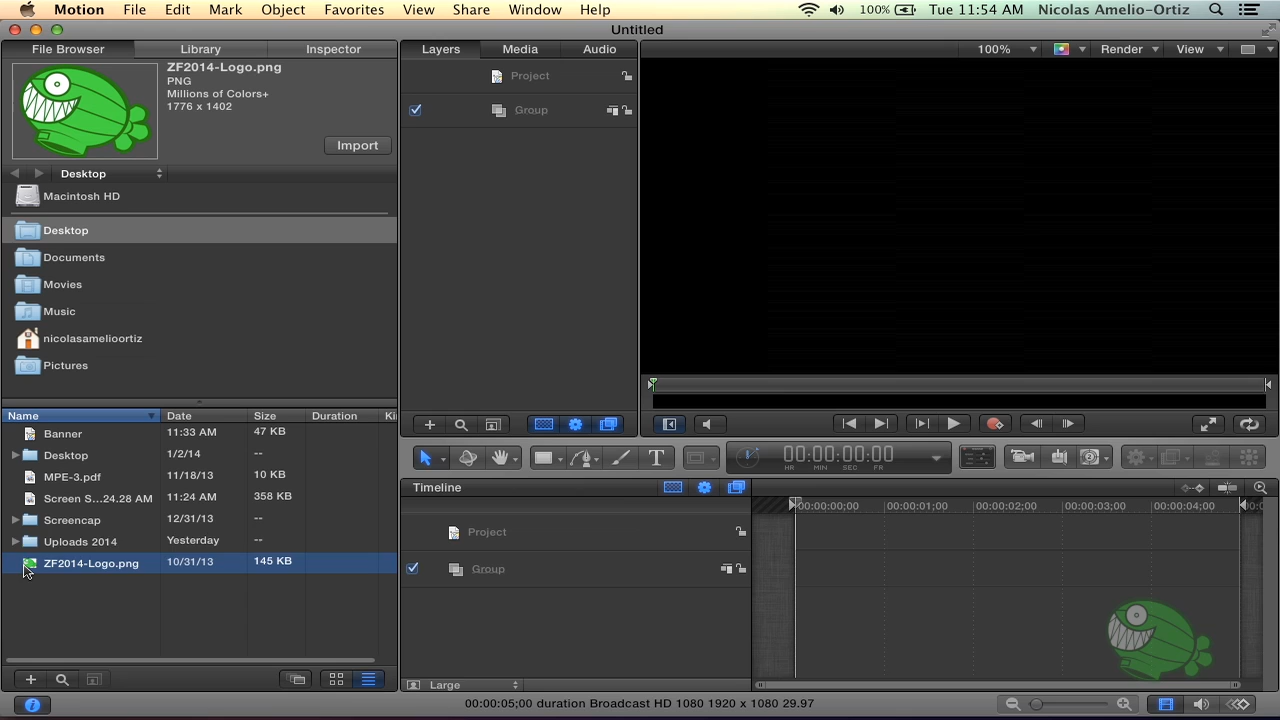 Motion File Edit Mark Object Favorites View Share Window Help 100% Tue 11:54 AM Nicolas Amelio-Ortiz
Untitled
File Browser Library Inspector
ZF2014-Logo.png
PNG
Millions of Colors+
1776 x 1402
Import
Desktop
Macintosh HD
Desktop
Documents
Movies
Music
nicolasamelioortiz
Pictures
Name Date Size Duration Ki
Banner 11:33 AM 47 KB
Desktop 1/2/14 --
MPE-3.pdf 11/18/13 10 KB
Screen S...24.28 AM 11:24 AM 358 KB
Screencap 12/31/13 --
Uploads 2014 Yesterday --
ZF2014-Logo.png 10/31/13 145 KB
Layers Media Audio
Project
Group
100% Render View
T
00:00:00:00
HR MIN SEC FR
Timeline
00:00:00;00 00:00:01;00 00:00:02;00 00:00:03;00 00:00:04;00
Project
Group
Large
00:00:05;00 duration Broadcast HD 1080 1920 x 1080 29.97